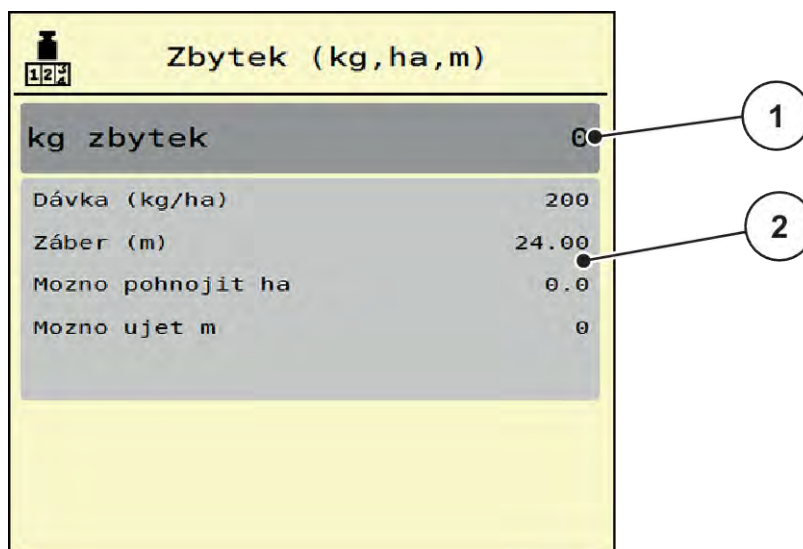 Zbytek (kg,ha,m)
kg zbytek 0
Dávka (kg/ha) 200
Záber (m) 24.00
Mozno pohnojit ha 0.0
Mozno ujet m 0
1
2